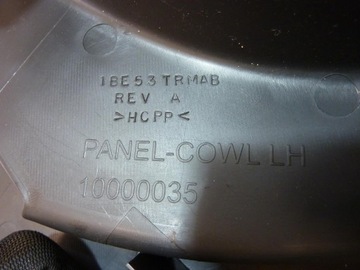 1BE53TRMAB
REV A
>HCPP<
PANEL-COWL LH
10000035